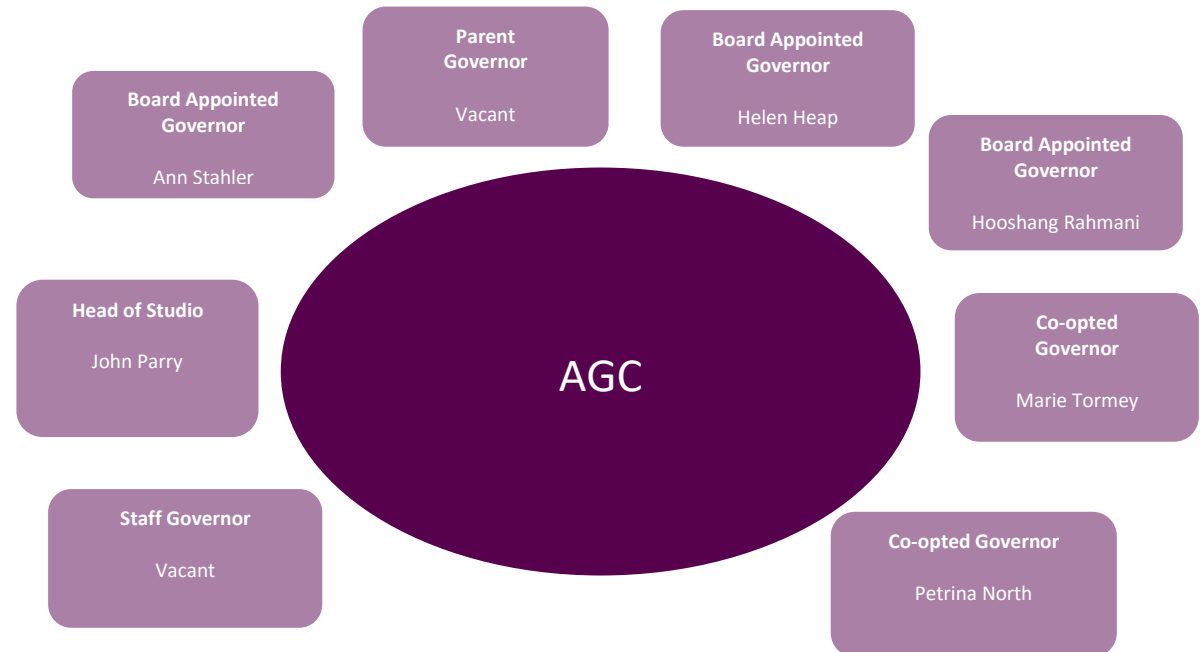 Parent
Governor
Vacant
Board Appointed
Governor
Helen Heap
Board Appointed
Governor
Ann Stahler
Board Appointed
Governor
Hooshang Rahmani
Head of Studio
John Parry
Co-opted
Governor
Marie Tormey
AGC
Staff Governor
Vacant
Co-opted Governor
Petrina North